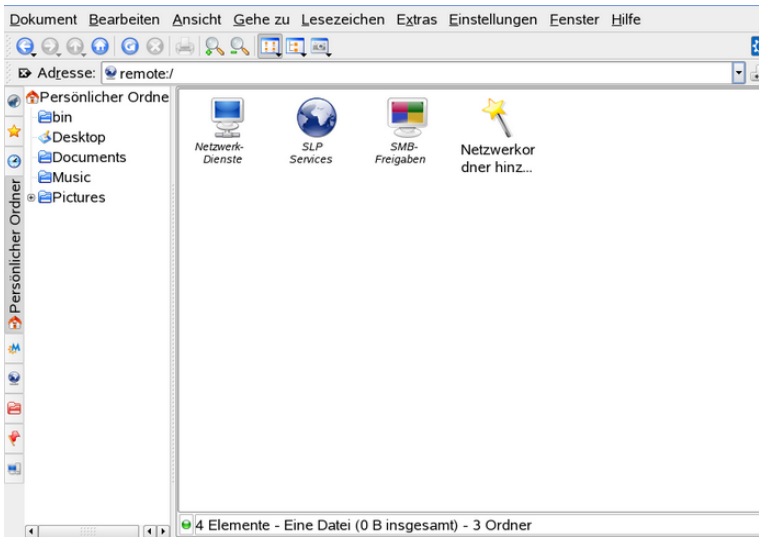 Dokument Bearbeiten Ansicht Gehe zu Lesezeichen Extras Einstellungen Fenster Hilfe
Adresse: remote:/
Persönlicher Ordne
bin
Desktop
Documents
Music
Pictures
Persönlicher Ordner
Netzwerk-
Dienste
SLP
Services
SMB-
Freigaben
Netzwerkor
dner hinz...
4 Elemente - Eine Datei (0 B insgesamt) - 3 Ordner